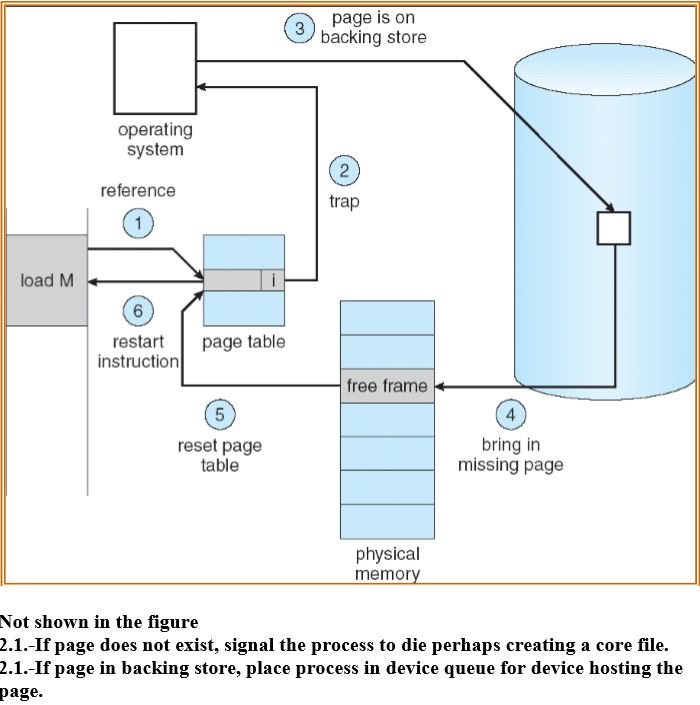 3
page is on
backing store
operating
system
2
trap
reference
1
load M
i
6
restart
instruction
page table
free frame
5
reset page
table
4
bring in
missing page
physical
memory
Not shown in the figure
2.1.-If page does not exist, signal the process to die perhaps creating a core file.
2.1.-If page in backing store, place process in device queue for device hosting the
page.